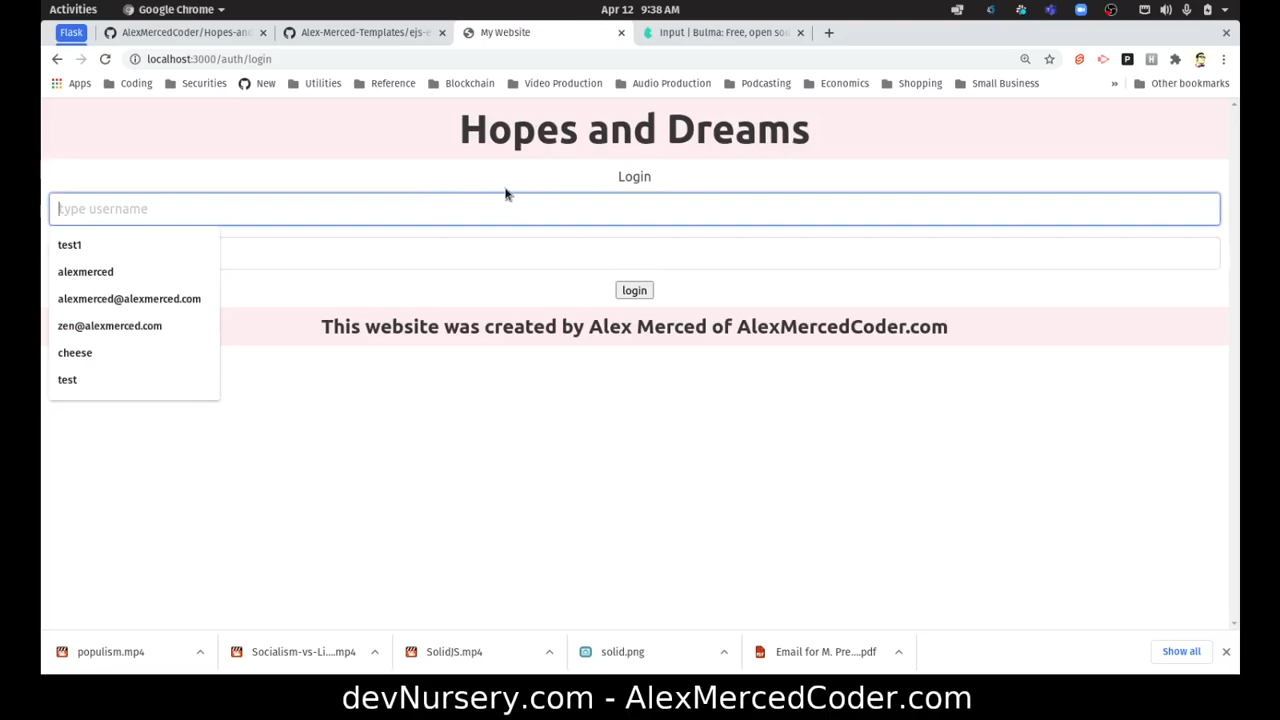 Activities
Google Chrome
Apr 12 9:38 AM
Flask
AlexMercedCoder/Hopes-and
Alex-Merced-Templates/ejs-e
My Website
Input | Bulma: Free, open so
localhost:3000/auth/login
Apps
Coding
Securities
New
Utilities
Reference
Blockchain
Video Production
Audio Production
Podcasting
Economics
Shopping
Small Business
»
Other bookmarks
Hopes and Dreams
Login
type username
test1
alexmerced
alexmerced@alexmerced.com
zen@alexmerced.com
cheese
test
login
This website was created by Alex Merced of AlexMercedCoder.com
populism.mp4
Socialism-vs-Li....mp4
SolidJS.mp4
solid.png
Email for M. Pre....pdf
Show all
devNursery.com - AlexMercedCoder.com